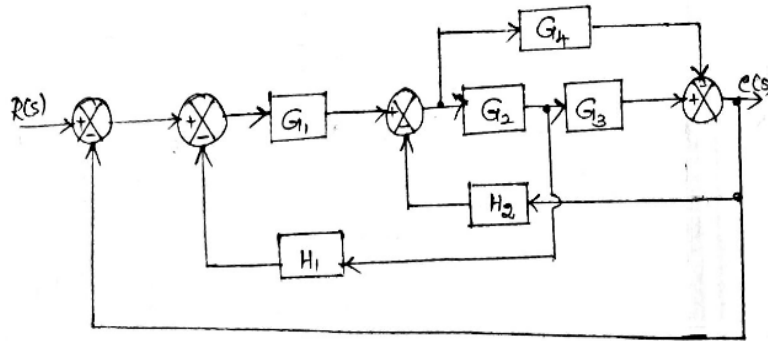 G4
R(s)
+
-
+
-
G1
+
-
G2
G3
+
C(s)
H2
H1